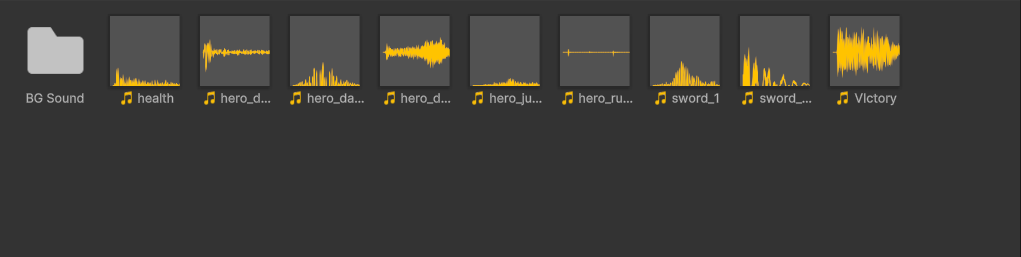 BG Sound
health
hero_d...
hero_da...
hero_d...
hero_ju...
hero_ru...
sword_1
sword_...
VIctory